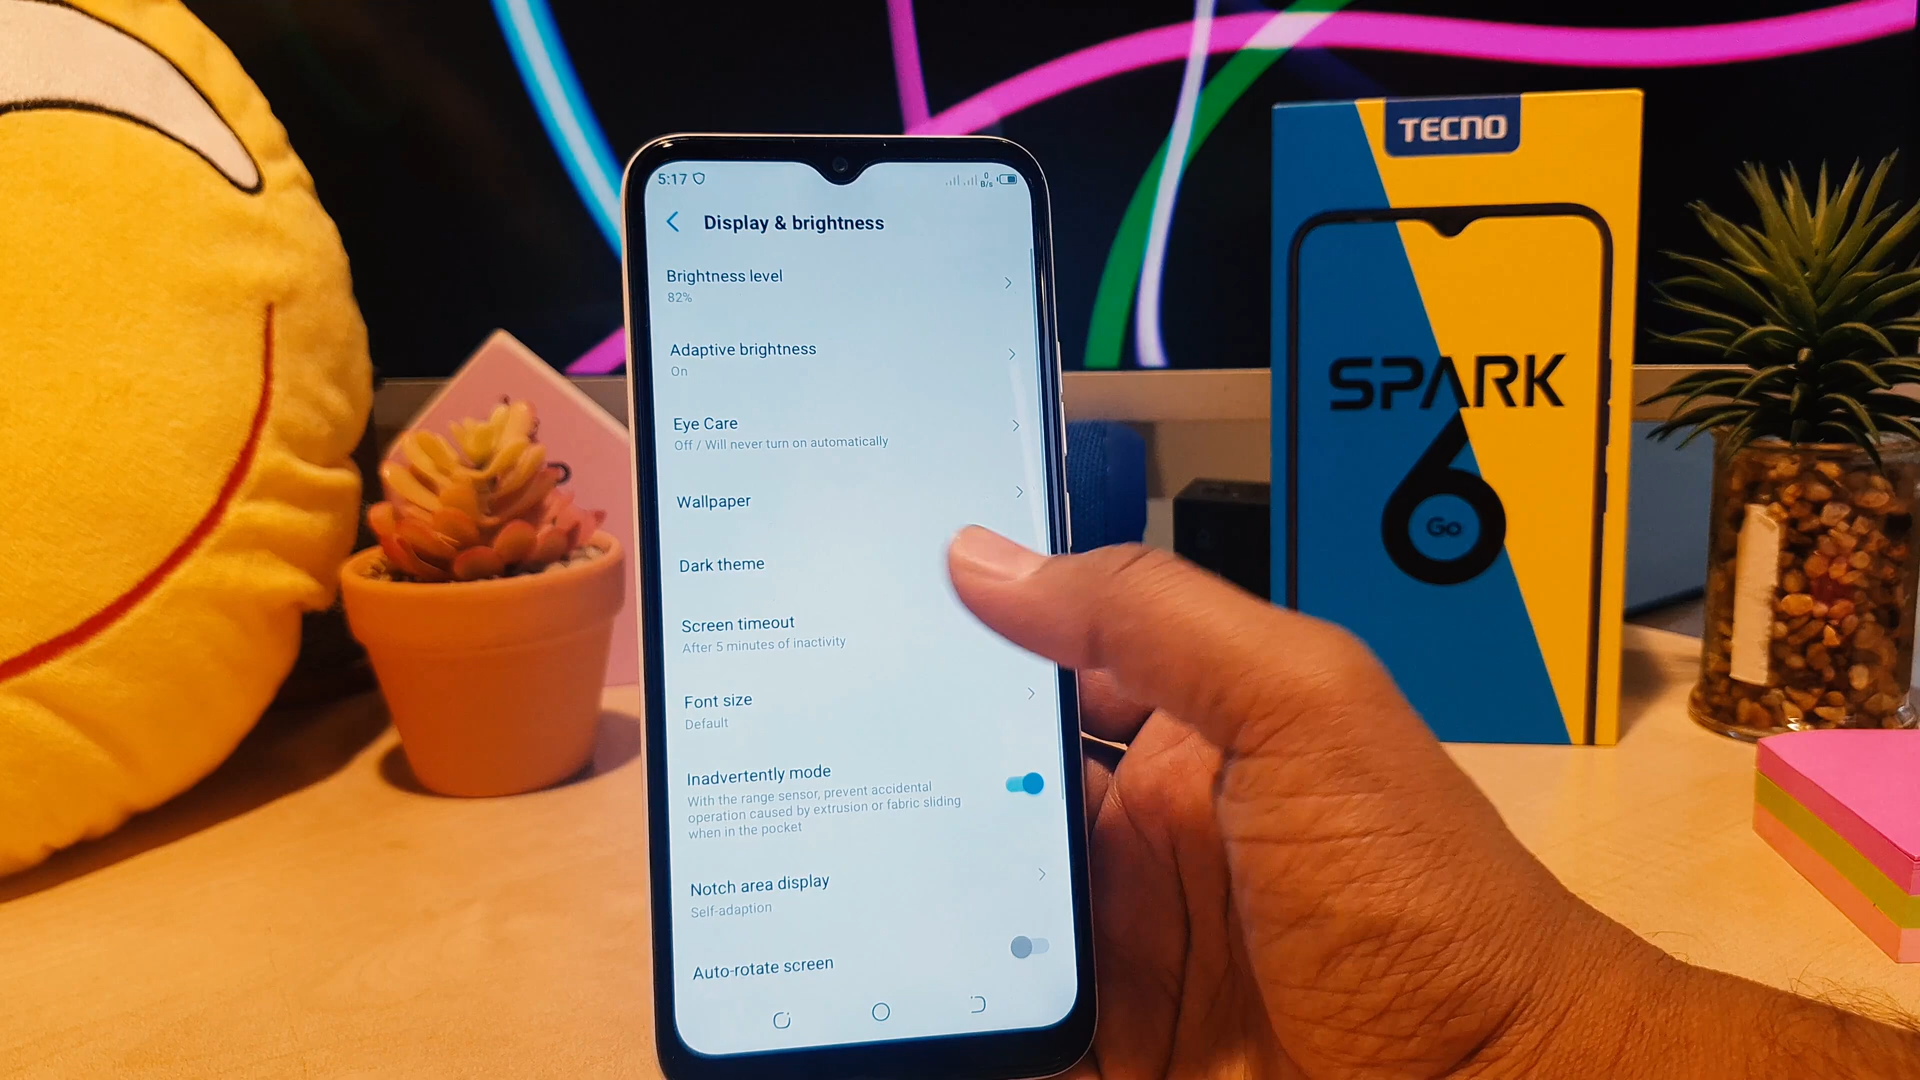 5:17
0
B/s
Display & brightness
Brightness level
82%
Adaptive brightness
On
Eye Care
Off / Will never turn on automatically
Wallpaper
Dark theme
Screen timeout
After 5 minutes of inactivity
Font size
Default
Inadvertently mode
With the range sensor, prevent accidental
operation caused by extrusion or fabric sliding
when in the pocket
Notch area display
Self-adaption
Auto-rotate screen
TECNO
SPARK
6
Go